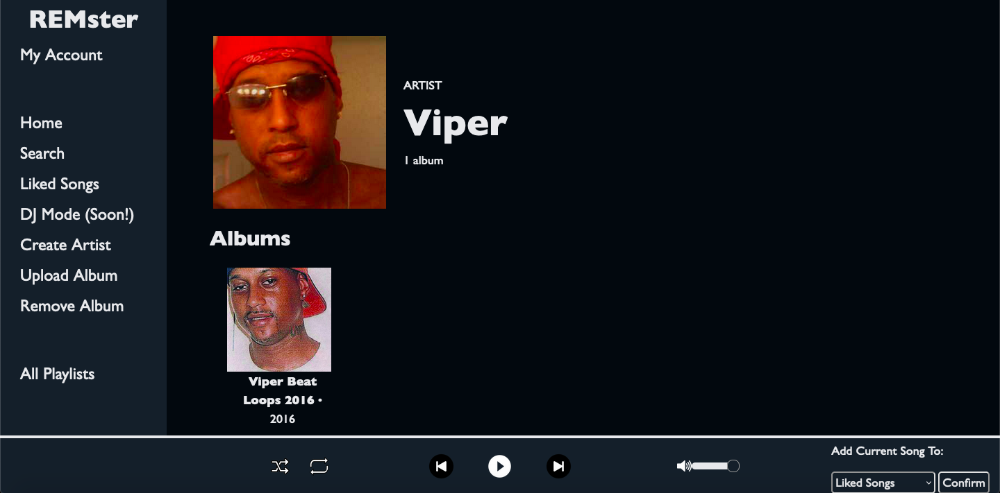 REMster
My Account
Home
Search
Liked Songs
DJ Mode (Soon!)
Create Artist
Upload Album
Remove Album
All Playlists
ARTIST
Viper
1 album
Albums
Viper Beat
Loops 2016 •
2016
Add Current Song To:
Liked Songs
Confirm